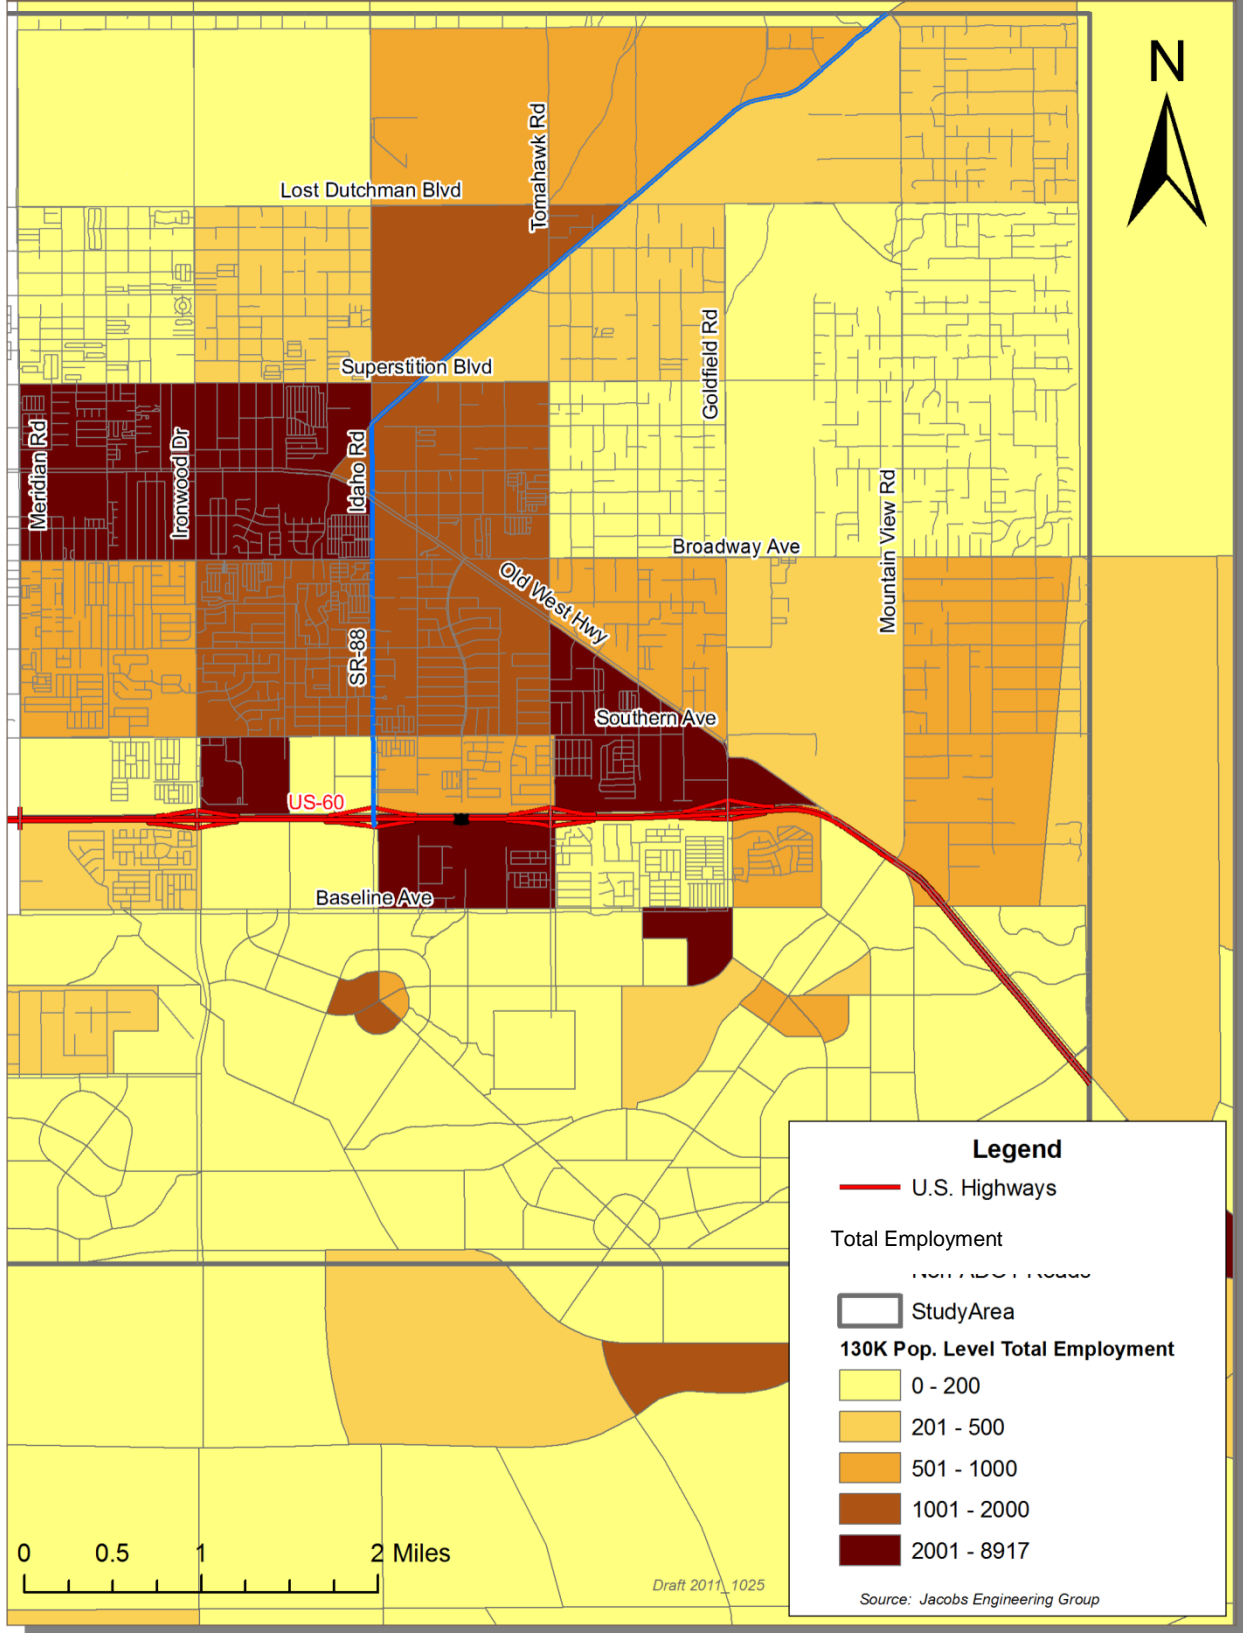 N
Tomahawk Rd
Lost Dutchman Blvd
Goldfield Rd
Superstition Blvd
Meridian Rd
Ironwood Dr
Idaho Rd
Mountain View Rd
Broadway Ave
Old West Hwy
SR-88
Southern Ave
US-60
Baseline Ave
Legend
U.S. Highways
Total Employment
StudyArea
130K Pop. Level Total Employment
0 - 200
201 - 500
501 - 1000
1001 - 2000
2001 - 8917
0 0.5 1 2 Miles
Draft 2011_1025
Source: Jacobs Engineering Group